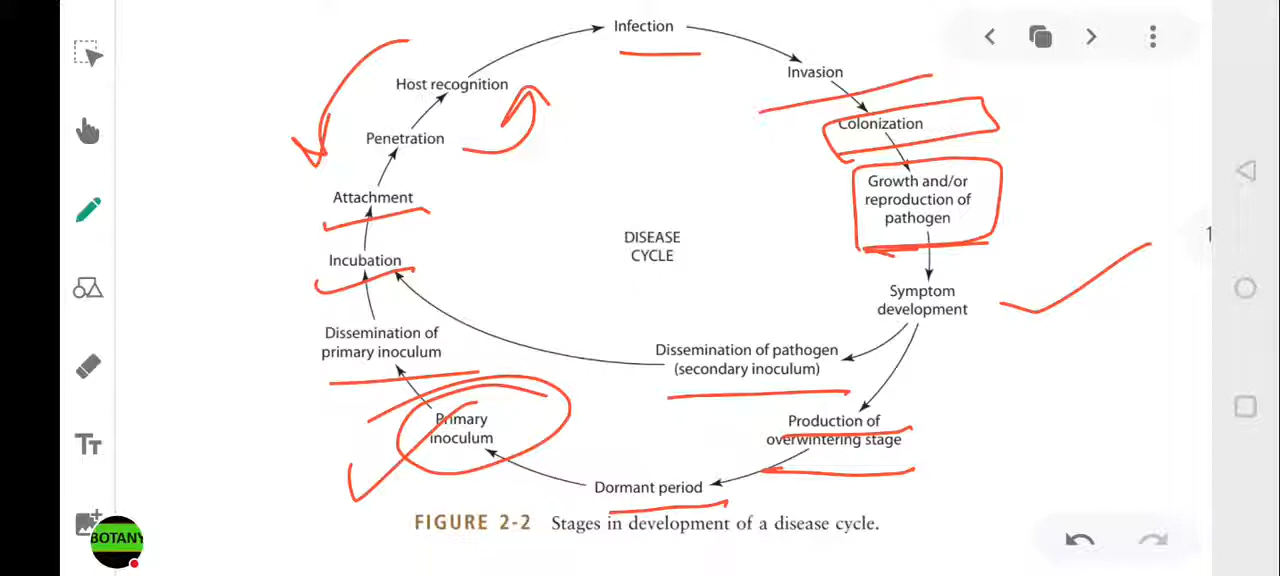 Infection
Invasion
Host recognition
Colonization
Penetration
Growth and/or
reproduction of
pathogen
Attachment
DISEASE
CYCLE
Incubation
Symptom
development
Dissemination of
primary inoculum
Dissemination of pathogen
(secondary inoculum)
Primary
inoculum
Production of
overwintering stage
Dormant period
FIGURE 2-2 Stages in development of a disease cycle.
TT
BOTANY
1